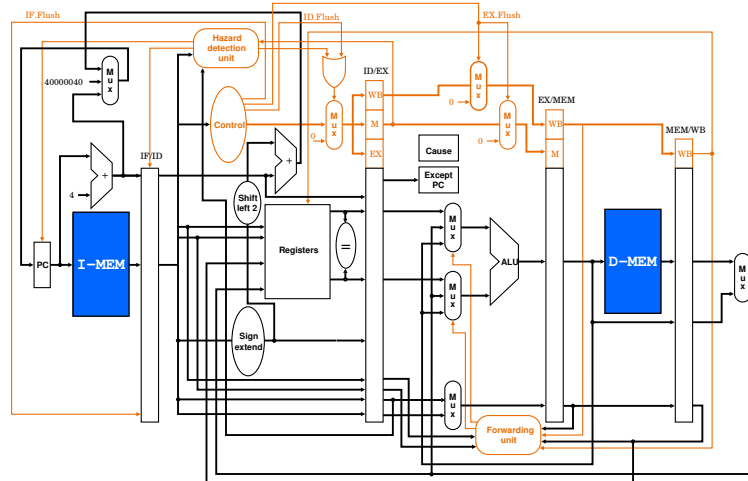 IF.Flush
ID.Flush
EX.Flush
Hazard
detection
unit
ID/EX
40000040
M
u
x
WB
M
u
x
0
EX/MEM
Control
M
u
x
0
M
M
u
x
0
WB
MEM/WB
Cause
M
WB
EX
+
+
IF/ID
Except
PC
4
Shift
left 2
PC
I-MEM
Registers
=
M
u
x
ALU
D-MEM
M
u
x
M
u
x
Sign
extend
M
u
x
Forwarding
unit